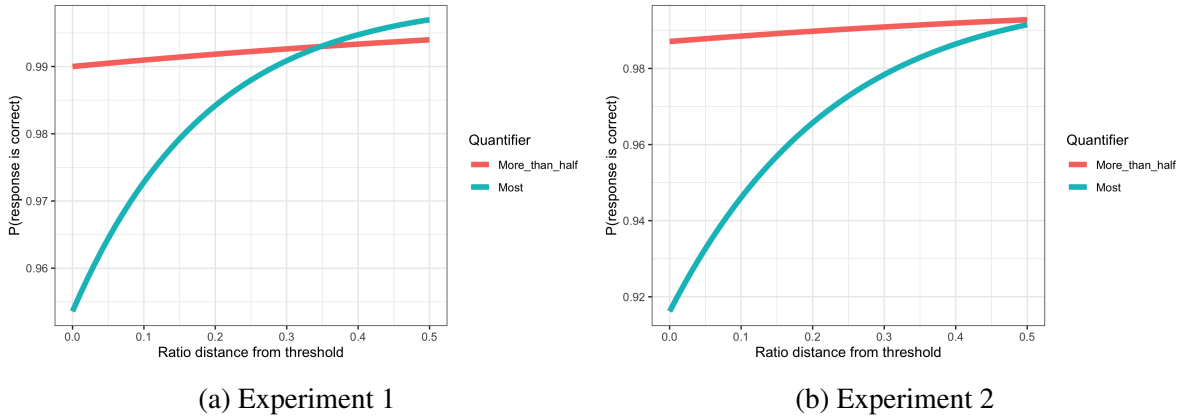 P(response is correct)
0.99
0.98
0.97
0.96
0.0 0.1 0.2 0.3 0.4 0.5
Ratio distance from threshold
Quantifier
More_than_half
Most
(a) Experiment 1
P(response is correct)
0.98
0.96
0.94
0.92
0.0 0.1 0.2 0.3 0.4 0.5
Ratio distance from threshold
Quantifier
More_than_half
Most
(b) Experiment 2